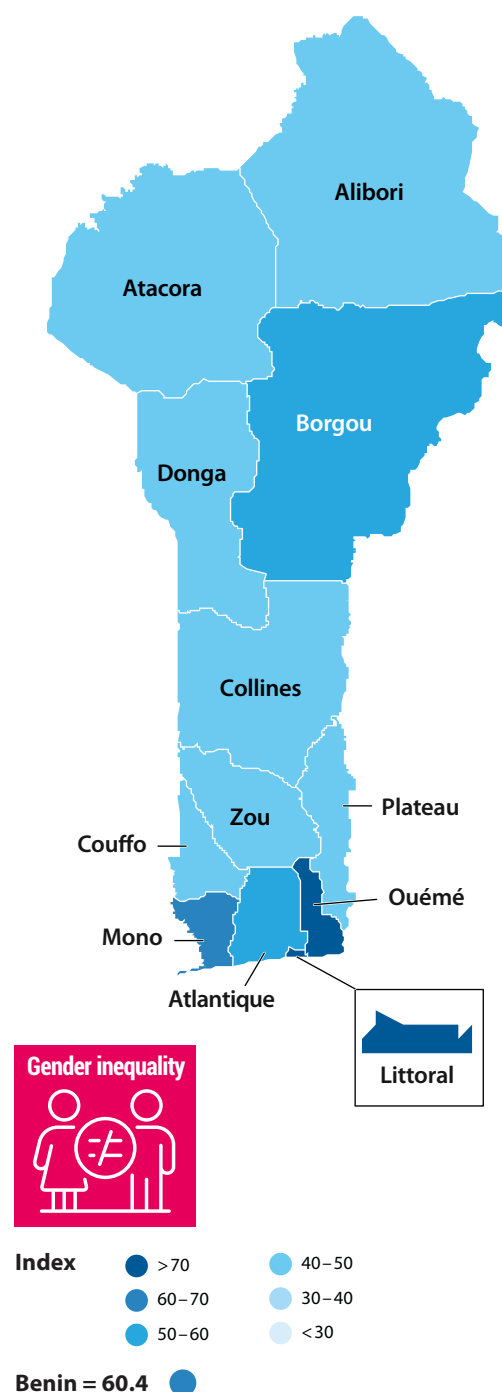 Alibori
Atacora
Borgou
Donga
Collines
Plateau
Zou
Couffo
Ouémé
Mono
Atlantique
Littoral
Gender inequality
Index
>70
40–50
60–70
30–40
50–60
<30
Benin = 60.4